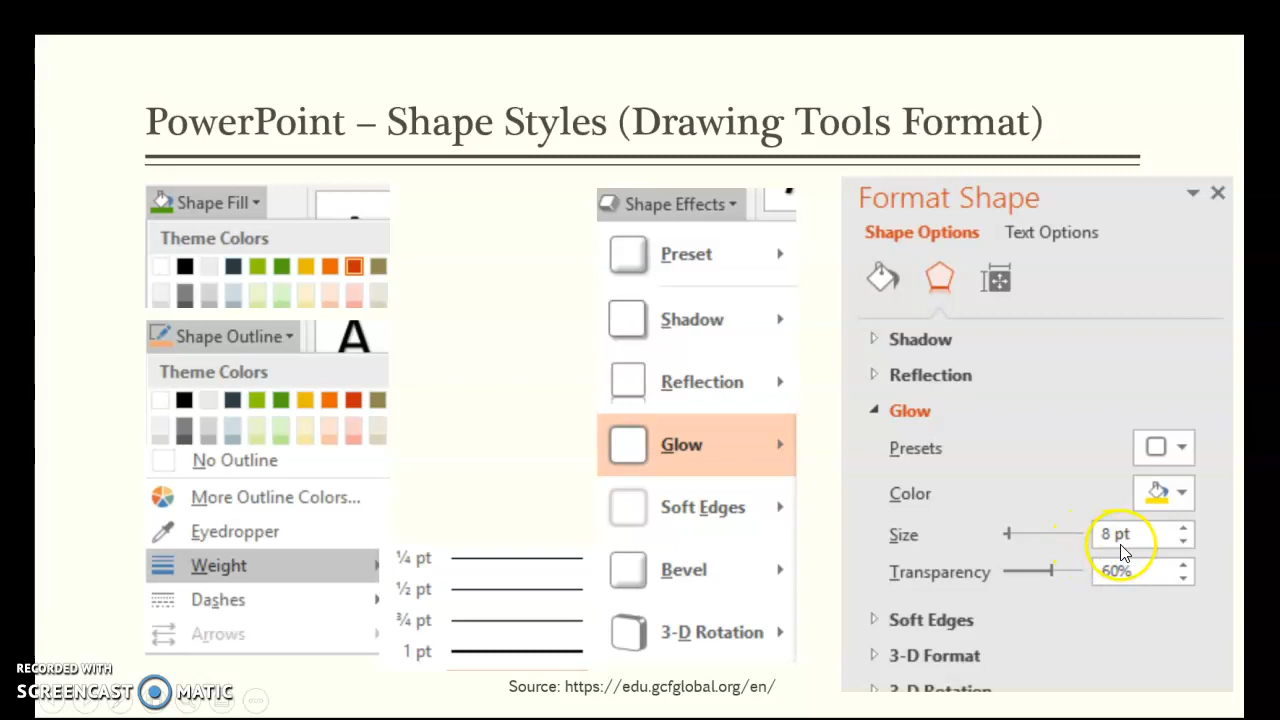 PowerPoint – Shape Styles (Drawing Tools Format)
Shape Fill
Theme Colors
Shape Outline
A
Theme Colors
No Outline
More Outline Colors...
Eyedropper
Weight
Dashes
Arrows
¼ pt
½ pt
¾ pt
1 pt
Shape Effects
Preset
Shadow
Reflection
Glow
Soft Edges
Bevel
3-D Rotation
Format Shape
Shape Options Text Options
Shadow
Reflection
Glow
Presets
Color
Size 8 pt
Transparency 60%
Soft Edges
3-D Format
3-D Rotation
Source: https://edu.gcfglobal.org/en/
RECORDED WITH
SCREENCAST MATIC